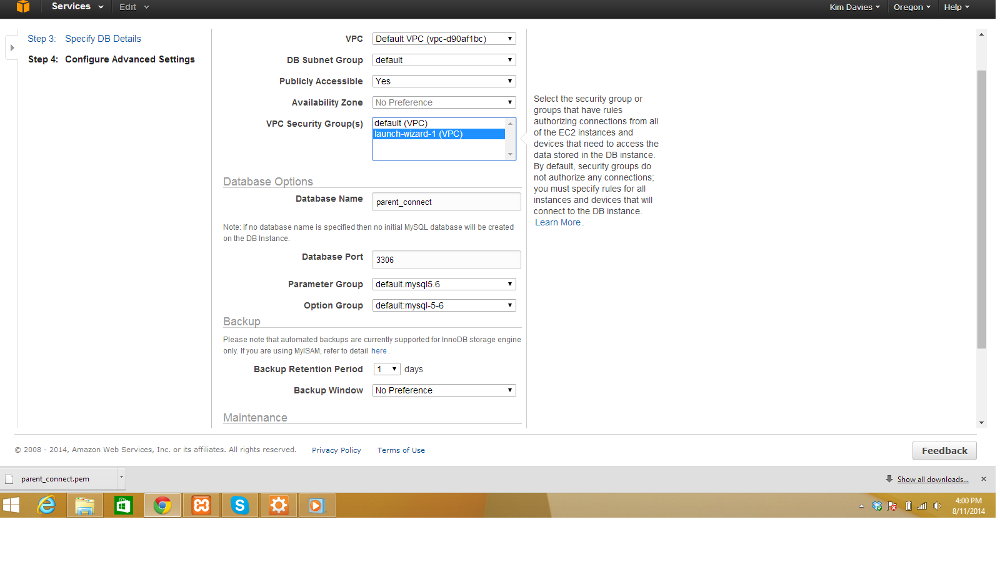 Services Edit Kim Davies Oregon Help
Step 3: Specify DB Details
Step 4: Configure Advanced Settings
VPC Default VPC (vpc-d90af1bc)
DB Subnet Group default
Publicly Accessible Yes
Availability Zone No Preference
VPC Security Group(s) default (VPC)
launch-wizard-1 (VPC)
Select the security group or
groups that have rules
authorizing connections from all
of the EC2 instances and
devices that need to access the
data stored in the DB instance.
By default, security groups do
not authorize any connections;
you must specify rules for all
instances and devices that will
connect to the DB instance.
Learn More .
Database Options
Database Name parent_connect
Note: if no database name is specified then no initial MySQL database will be created
on the DB Instance.
Database Port 3306
Parameter Group default.mysql5.6
Option Group default:mysql-5-6
Backup
Please note that automated backups are currently supported for InnoDB storage engine
only. If you are using MyISAM, refer to detail here .
Backup Retention Period 1 days
Backup Window No Preference
Maintenance
© 2008 - 2014, Amazon Web Services, Inc. or its affiliates. All rights reserved. Privacy Policy Terms of Use Feedback
parent_connect.pem Show all downloads...
4:00 PM
8/11/2014